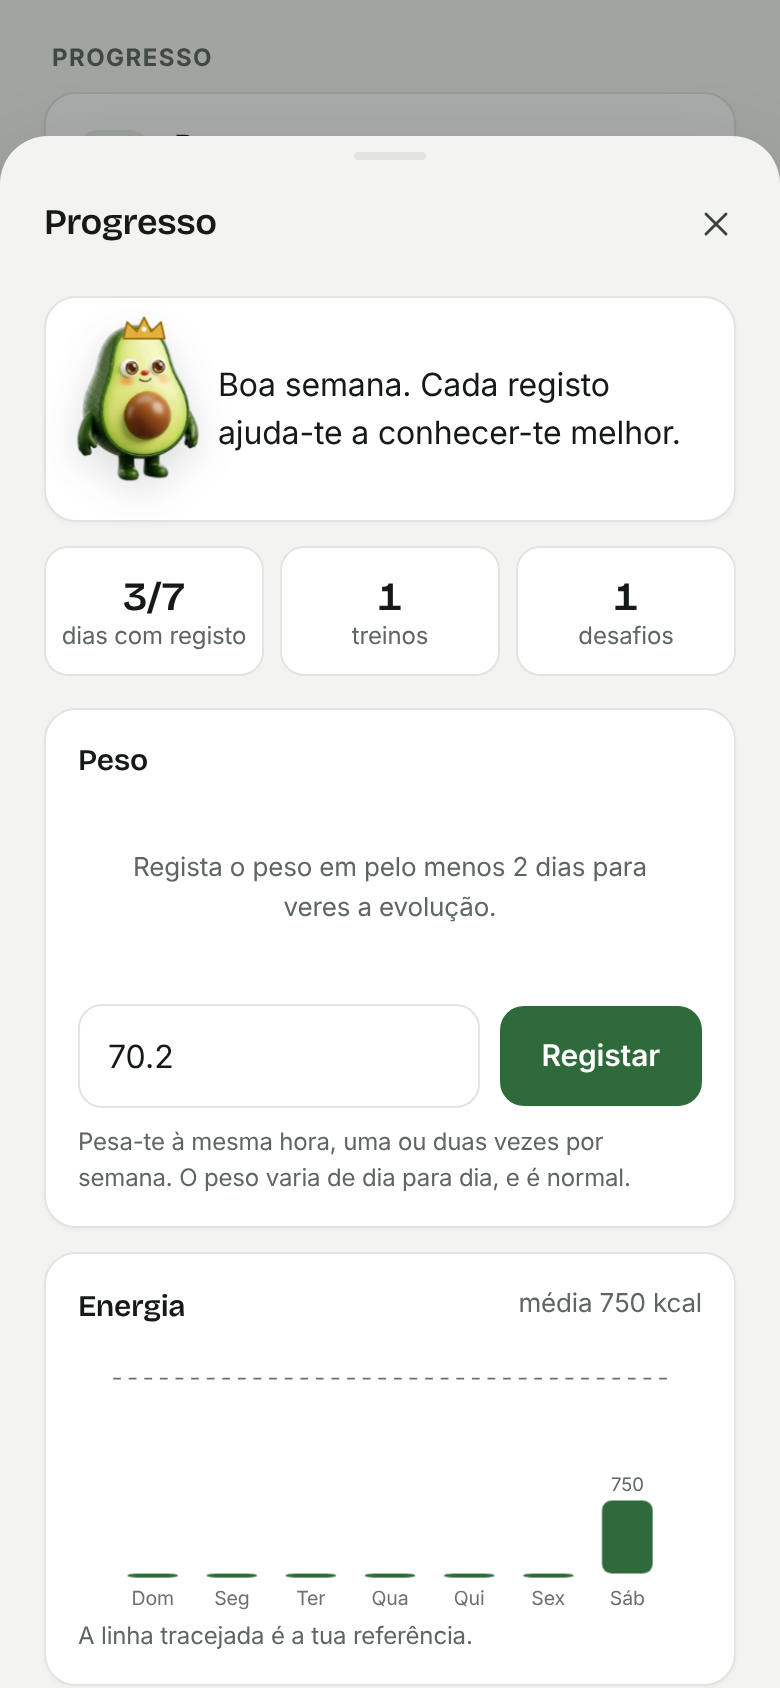 PROGRESSO
Progresso
Boa semana. Cada registo
ajuda-te a conhecer-te melhor.
3/7
dias com registo
1
treinos
1
desafios
Peso
Regista o peso em pelo menos 2 dias para
veres a evolução.
70.2
Registar
Pesa-te à mesma hora, uma ou duas vezes por
semana. O peso varia de dia para dia, e é normal.
Energia
média 750 kcal
750
Dom Seg Ter Qua Qui Sex Sáb
A linha tracejada é a tua referência.